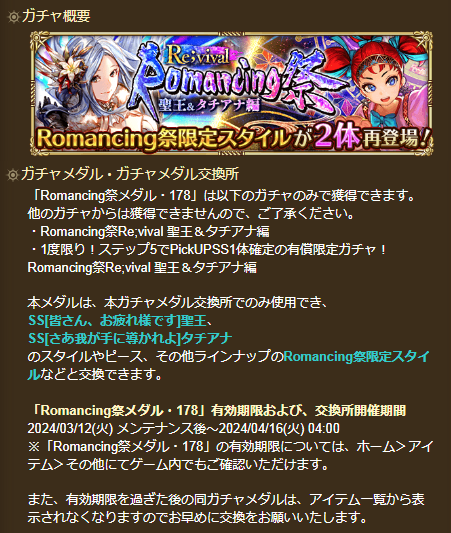 ガチャ概要
Re;vival
Romancing祭
聖王&タチアナ編
Romancing祭限定スタイルが2体再登場!
ガチャメダル・ガチャメダル交換所
「Romancing祭メダル・178」は以下のガチャのみで獲得できます。
他のガチャからは獲得できませんので、ご了承ください。
・Romancing祭Re;vival 聖王＆タチアナ編
・1度限り！ステップ5でPickUPSS1体確定の有償限定ガチャ！
Romancing祭Re;vival 聖王＆タチアナ編
本メダルは、本ガチャメダル交換所でのみ使用でき、
SS[皆さん、お疲れ様です]聖王、
SS[さあ我が手に導かれよ]タチアナ
のスタイルやピース、その他ラインナップのRomancing祭限定スタイ
ルなどと交換できます。
「Romancing祭メダル・178」有効期限および、交換所開催期間
2024/03/12(火) メンテナンス後～2024/04/16(火) 04:00
※「Romancing祭メダル・178」の有効期限については、ホーム＞アイ
テム＞その他にてゲーム内でもご確認いただけます。
また、有効期限を過ぎた後の同ガチャメダルは、アイテム一覧から表
示されなくなりますのでお早めに交換をお願いいたします。